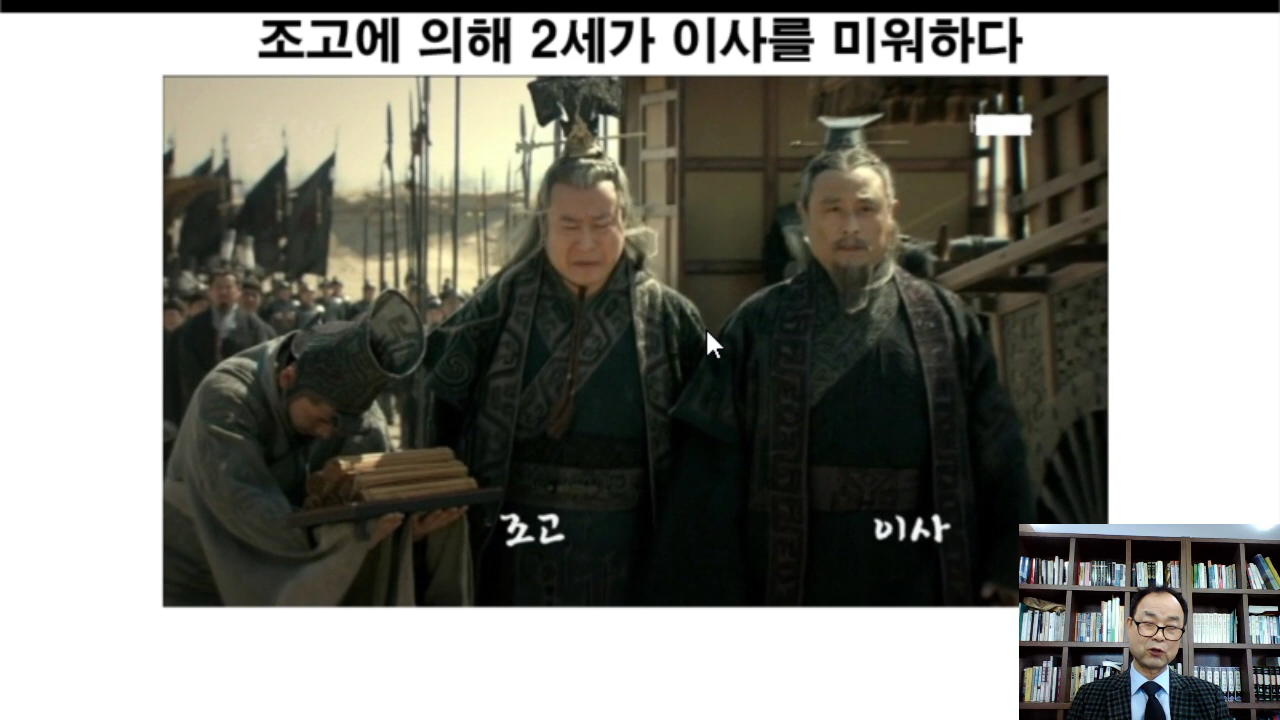 조고에 의해 2세가 이사를 미워하다
조고
이사